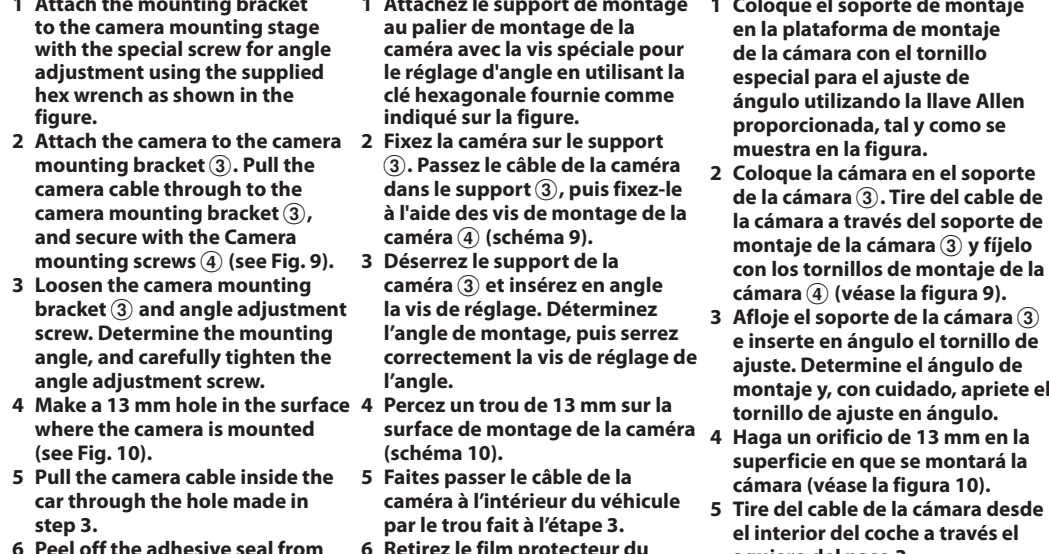 1 Attach the mounting bracket
to the camera mounting stage
with the special screw for angle
adjustment using the supplied
hex wrench as shown in the
figure.
2 Attach the camera to the camera
mounting bracket ③. Pull the
camera cable through to the
camera mounting bracket ③,
and secure with the Camera
mounting screws ④ (see Fig. 9).
3 Loosen the camera mounting
bracket ③ and angle adjustment
screw. Determine the mounting
angle, and carefully tighten the
angle adjustment screw.
4 Make a 13 mm hole in the surface
where the camera is mounted
(see Fig. 10).
5 Pull the camera cable inside the
car through the hole made in
step 3.
6 Peel off the adhesive seal from
1 Attachez le support de montage
au palier de montage de la
caméra avec la vis spéciale pour
le réglage d'angle en utilisant la
clé hexagonale fournie comme
indiqué sur la figure.
2 Fixez la caméra sur le support
③. Passez le câble de la caméra
dans le support ③, puis fixez-le
à l'aide des vis de montage de la
caméra ④ (schéma 9).
3 Déserrez le support de la
caméra ③ et insérez en angle
la vis de réglage. Déterminez
l’angle de montage, puis serrez
correctement la vis de réglage de
l’angle.
4 Percez un trou de 13 mm sur la
surface de montage de la caméra
(schéma 10).
5 Faites passer le câble de la
caméra à l’intérieur du véhicule
par le trou fait à l’étape 3.
6 Retirez le film protecteur du
1 Coloque el soporte de montaje
en la plataforma de montaje
de la cámara con el tornillo
especial para el ajuste de
ángulo utilizando la llave Allen
proporcionada, tal y como se
muestra en la figura.
2 Coloque la cámara en el soporte
de la cámara ③. Tire del cable de
la cámara a través del soporte de
montaje de la cámara ③ y fíjelo
con los tornillos de montaje de la
cámara ④ (véase la figura 9).
3 Afloje el soporte de la cámara ③
e inserte en ángulo el tornillo de
ajuste. Determine el ángulo de
montaje y, con cuidado, apriete el
tornillo de ajuste en ángulo.
4 Haga un orificio de 13 mm en la
superficie en que se montará la
cámara (véase la figura 10).
5 Tire del cable de la cámara desde
el interior del coche a través el